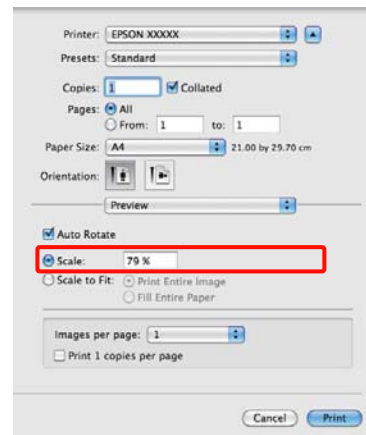 Printer: EPSON XXXXX
Presets: Standard
Copies: 1 Collated
Pages: All
From: 1 to: 1
Paper Size: A4 21.00 by 29.70 cm
Orientation:
Preview
Auto Rotate
Scale: 79 %
Scale to Fit: Print Entire Image
Fill Entire Paper
Images per page: 1
Print 1 copies per page
Cancel Print